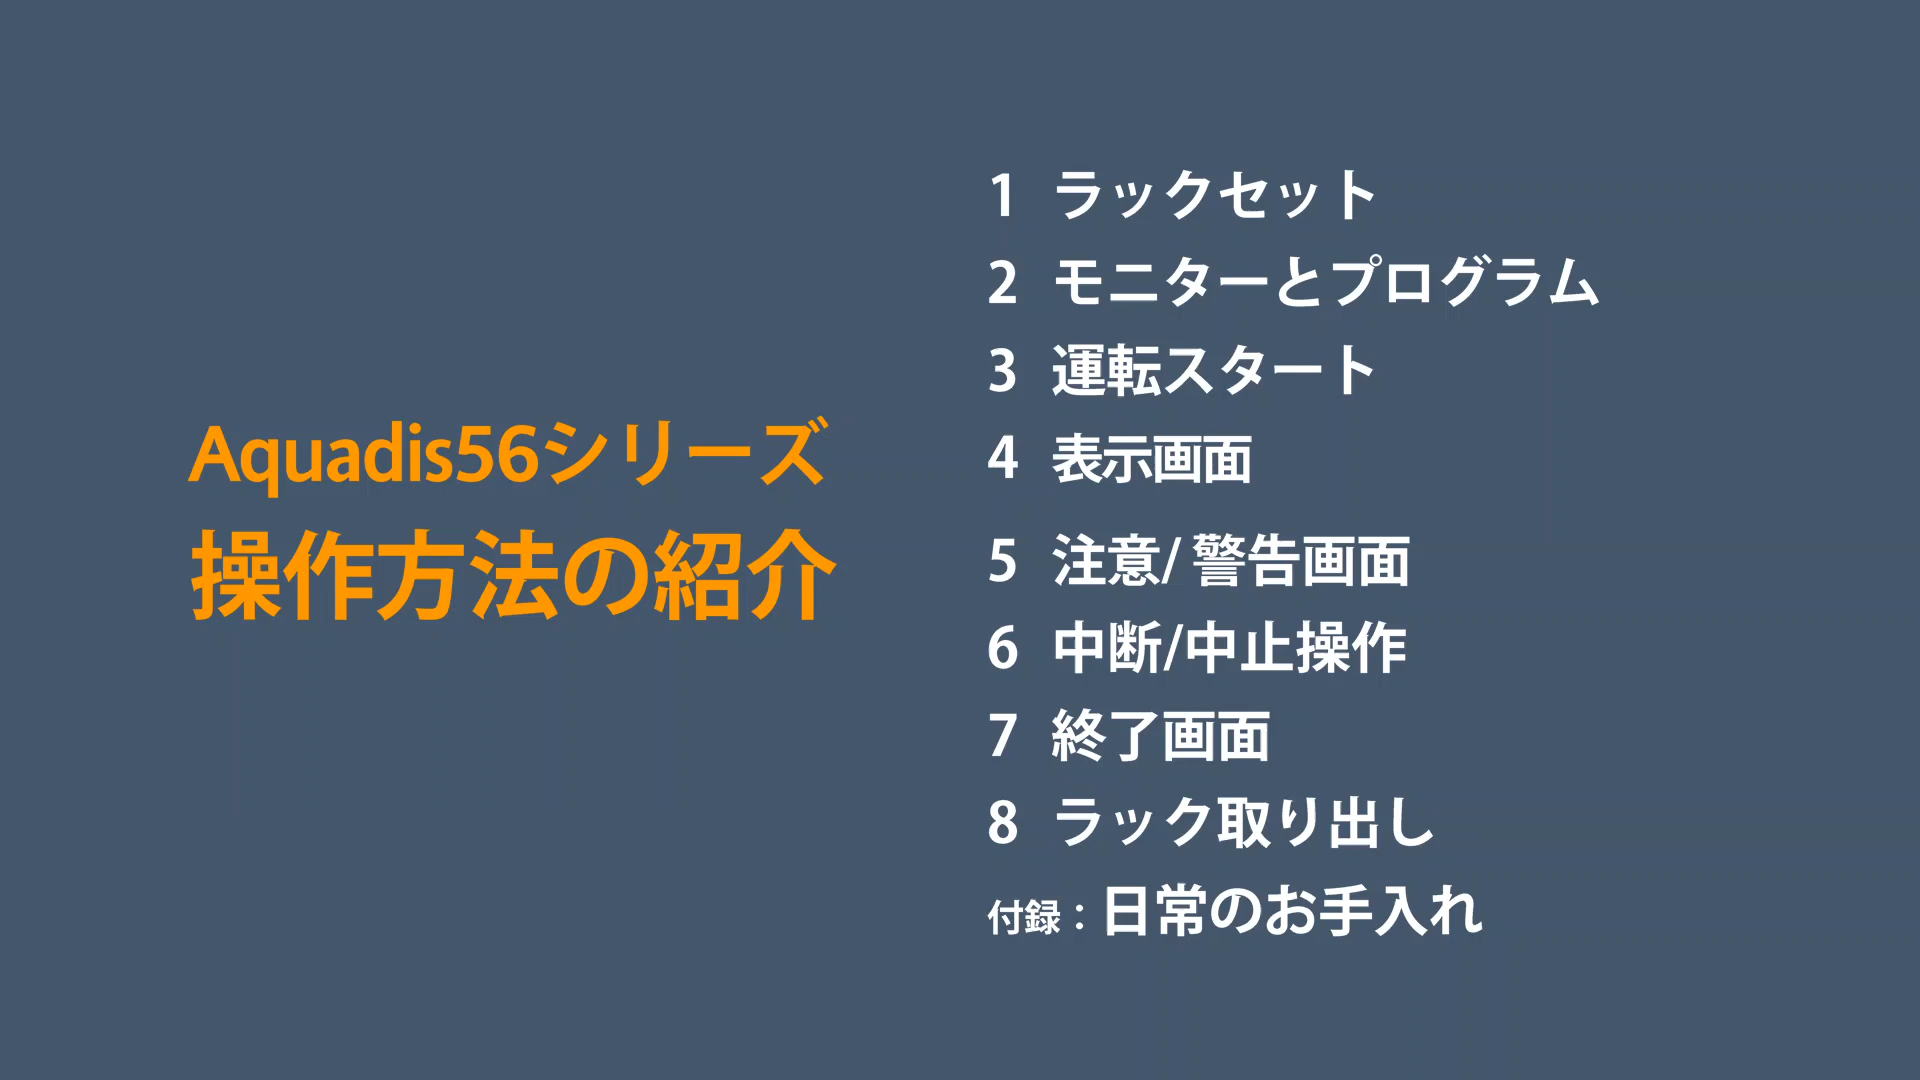 Aquadis56シリーズ
操作方法の紹介
1 ラックセット
2 モニターとプログラム
3 運転スタート
4 表示画面
5 注意/ 警告画面
6 中断/中止操作
7 終了画面
8 ラック取り出し
付録：日常のお手入れ